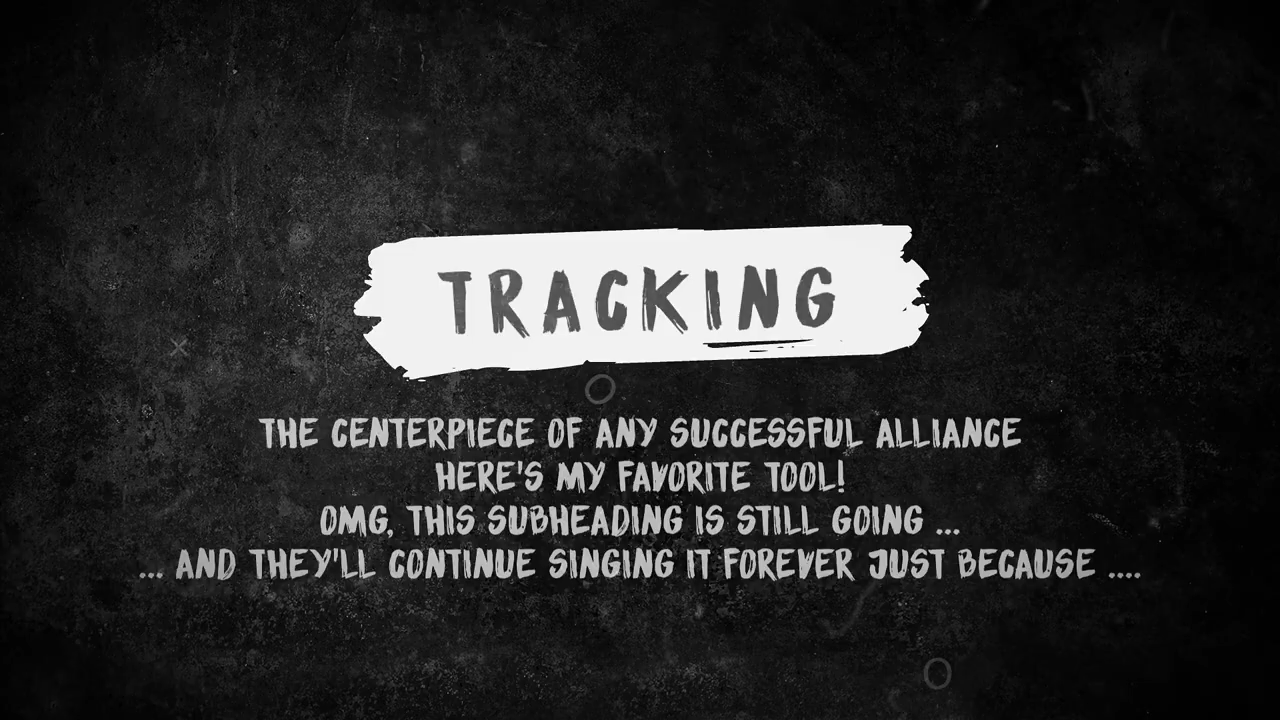 TRACKING
THE CENTERPIECE OF ANY SUCCESSFUL ALLIANCE
HERE'S MY FAVORITE TOOL!
OMG, THIS SUBHEADING IS STILL GOING ...
... AND THEY'LL CONTINUE SINGING IT FOREVER JUST BECAUSE ....